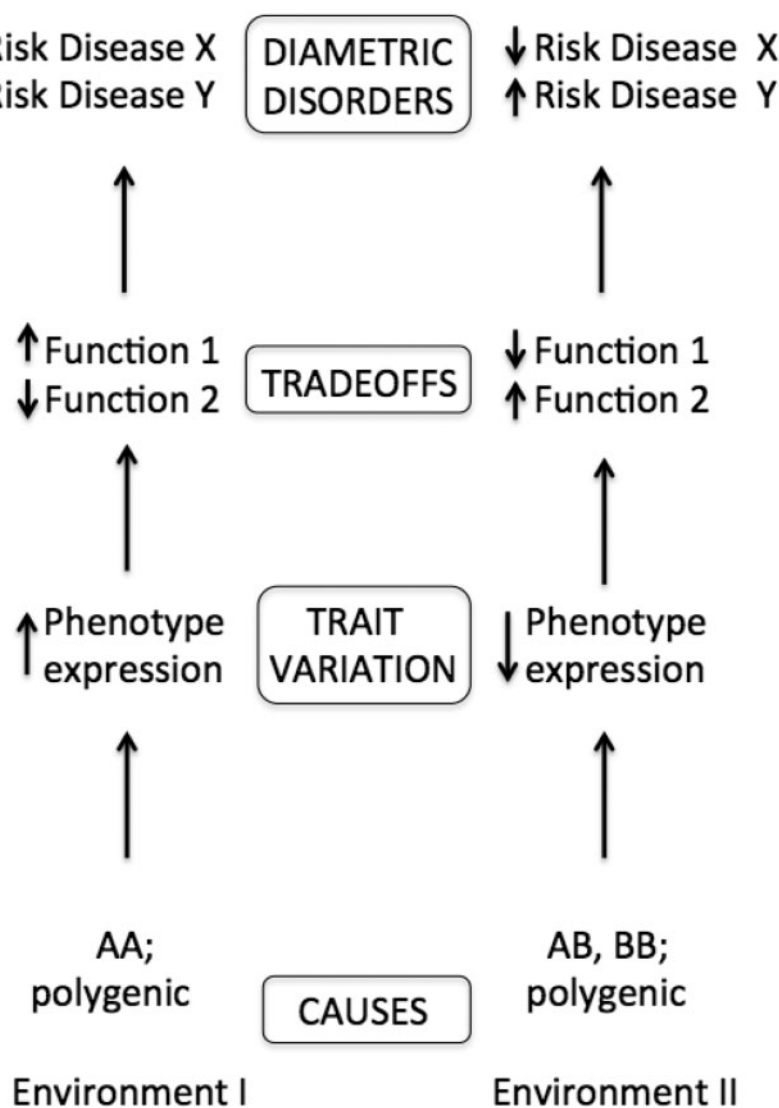 Risk Disease X
Risk Disease Y
DIAMETRIC
DISORDERS
↓ Risk Disease X
↑ Risk Disease Y
↑ Function 1
↓ Function 2
TRADEOFFS
↓ Function 1
↑ Function 2
↑ Phenotype
expression
TRAIT
VARIATION
↓ Phenotype
expression
AA;
polygenic
CAUSES
AB, BB;
polygenic
Environment I
Environment II